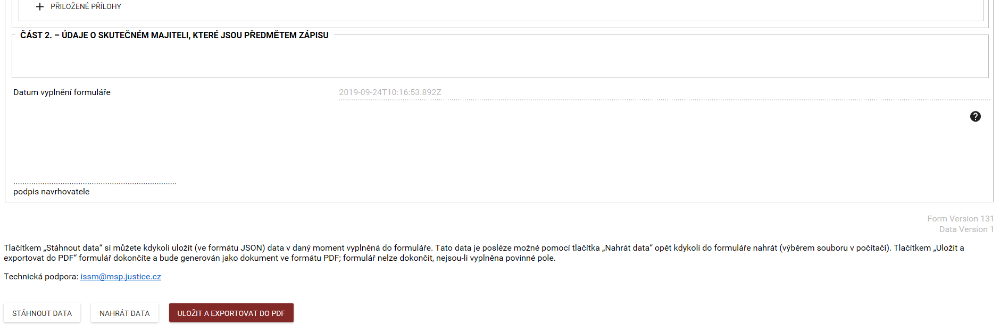 PŘILOŽENÉ PŘÍLOHY
ČÁST 2. – ÚDAJE O SKUTEČNÉM MAJITELI, KTERÉ JSOU PŘEDMĚTEM ZÁPISU
Datum vyplnění formuláře 2019-09-24T10:16:53.892Z
?
..........................................................................
podpis navrhovatele
Form Version 131
Data Version 1
Tlačítkem „Stáhnout data“ si můžete kdykoli uložit (ve formátu JSON) data v daný moment vyplněná do formuláře. Tato data je posléze možné pomocí tlačítka „Nahrát data“ opět kdykoli do formuláře nahrát (výběrem souboru v počítači). Tlačítkem „Uložit a
exportovat do PDF“ formulář dokončíte a bude generován jako dokument ve formátu PDF; formulář nelze dokončit, nejsou-li vyplněna povinné pole.
Technická podpora: issm@msp.justice.cz
STÁHNOUT DATA NAHRÁT DATA ULOŽIT A EXPORTOVAT DO PDF